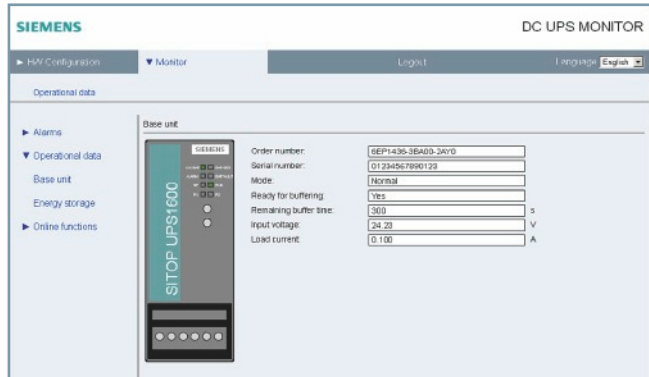 SIEMENS
DC UPS MONITOR
H/W Configuration
Monitor
Logout
Language English
Operational data
Alarms
Operational data
Base unit
Energy storage
Online functions
Base unit
SIEMENS
SITOP UPS1600
Order number: 6EP1436-3BA00-2AY0
Serial number: 01234567890123
Mode: Normal
Ready for buffering: Yes
Remaining buffer time: 300 s
Input voltage: 24.23 V
Load current: 0.100 A